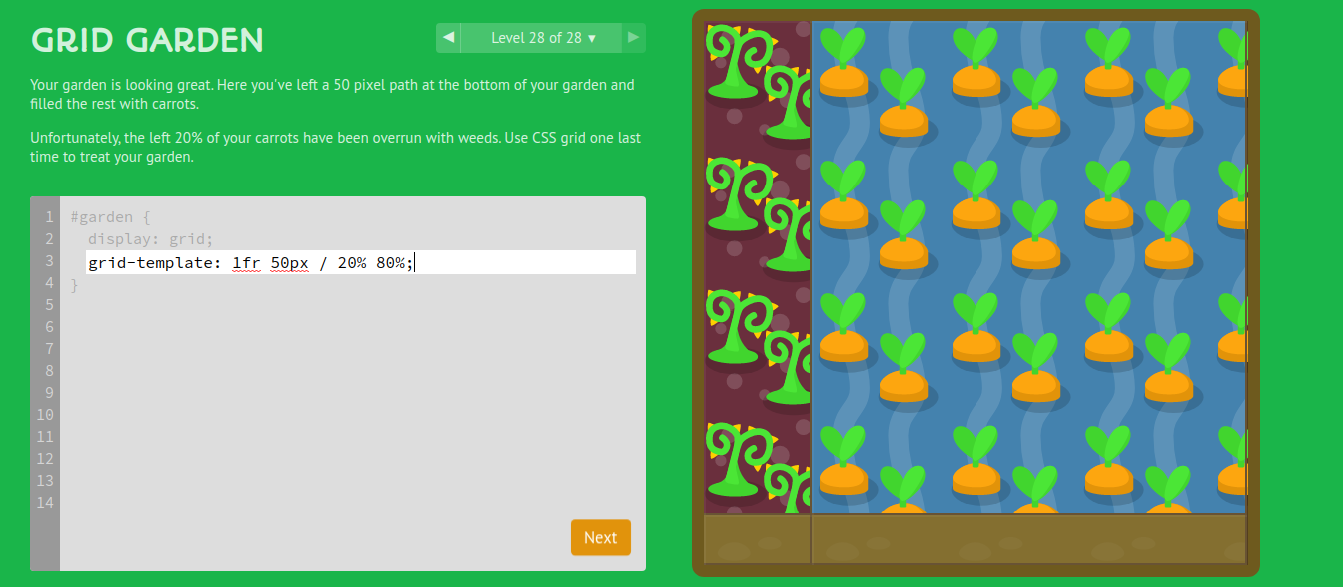 GRID GARDEN
◀ Level 28 of 28 ▼ ▶
Your garden is looking great. Here you've left a 50 pixel path at the bottom of your garden and
filled the rest with carrots.
Unfortunately, the left 20% of your carrots have been overrun with weeds. Use CSS grid one last
time to treat your garden.
1 #garden {
2 display: grid;
3 grid-template: 1fr 50px / 20% 80%;
4 }
5
6
7
8
9
10
11
12
13
14
Next